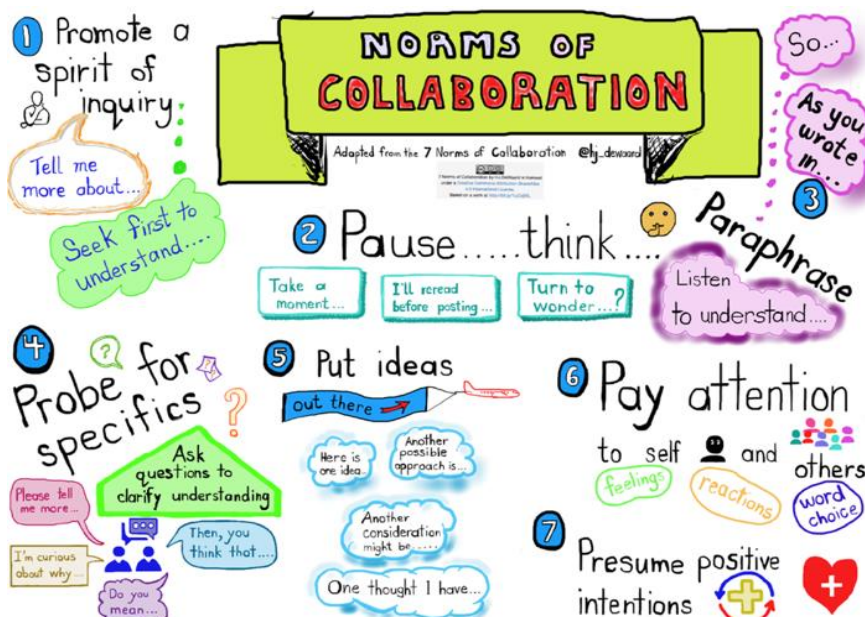 NORMS OF
COLLABORATION
Adapted from the 7 Norms of Collaboration @hj_dewaard
1 Promote a
spirit of
inquiry
Tell me
more about...
Seek first to
understand....
2 Pause.....think....
Take a
moment...
I'll reread
before posting...
Turn to
wonder...?
So...
As you
wrote
in...
3
Paraphrase
Listen
to understand....
4
Probe for
specifics
?
?
Ask
questions to
clarify understanding
Please tell
me more...
Then, you
think that....
I'm curious
about why...
Do you
mean...
5 Put ideas
out there
Here is
one idea..
Another
possible
approach is...
Another
consideration
might be.....
One thought I have...
6 Pay attention
to self and others
feelings
reactions
word
choice
7
Presume positive
intentions